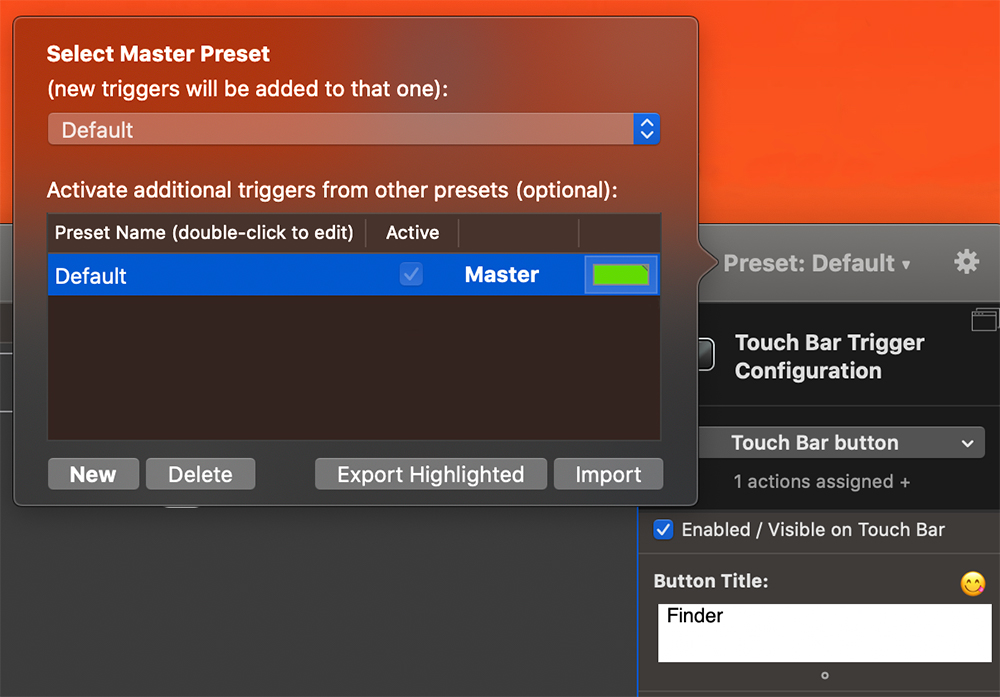 Select Master Preset
(new triggers will be added to that one):
Default
Activate additional triggers from other presets (optional):
Preset Name (double-click to edit) Active
Default Master
New Delete Export Highlighted Import
Preset: Default ▾
Touch Bar Trigger
Configuration
Touch Bar button
1 actions assigned +
Enabled / Visible on Touch Bar
Button Title:
Finder